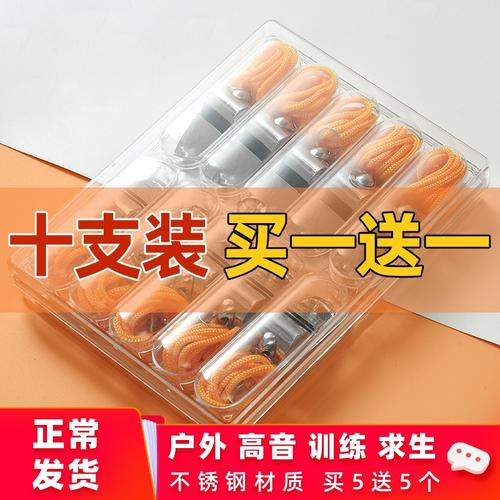 十支装 买一送一
正常
发货
户外 高音 训练 求生
不锈钢材质 买5送5个